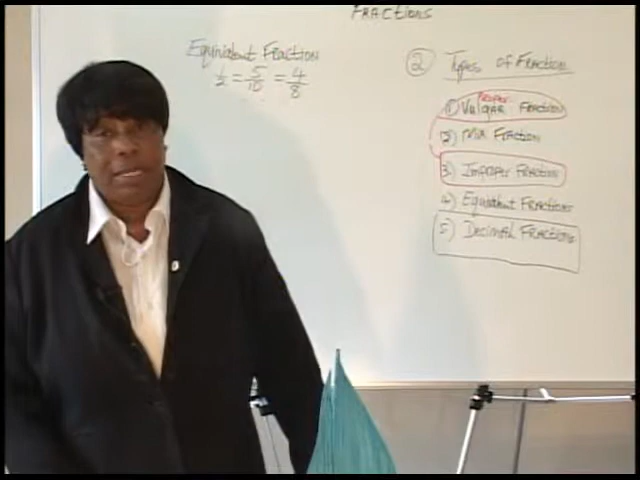 FRACTIONS
Equivalent Fraction
1/2 = 5/10 = 4/8
② Types of FRACTION
Proper
1) Vulgar FRACTION
2) Mix FRACTION
3) Improper FRACTION
4) Equivalent FRACTIONS
5) DECIMAL FRACTIONS